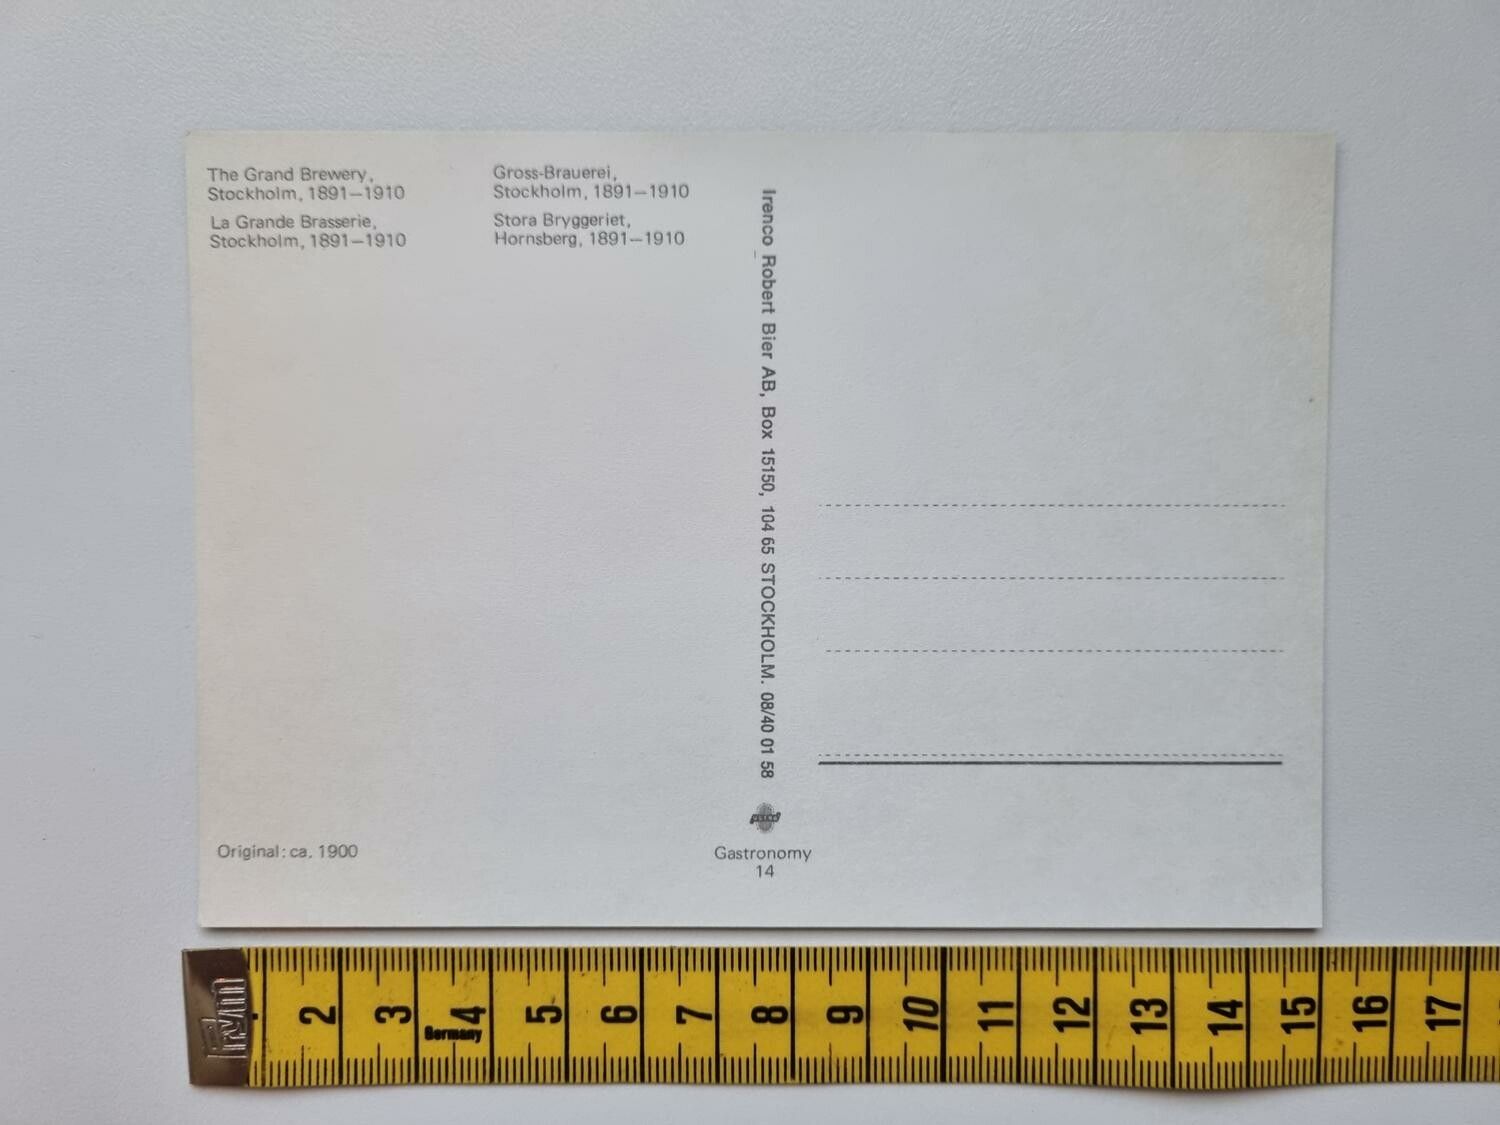 The Grand Brewery,
Stockholm, 1891–1910
La Grande Brasserie,
Stockholm, 1891–1910
Gross-Brauerei,
Stockholm, 1891–1910
Stora Bryggeriet,
Hornsberg, 1891–1910
Irenco Robert Bier AB, Box 15150, 104 65 STOCKHOLM. 08/40 01 58
Original: ca. 1900
Gastronomy
14
2 3 4 5 6 7 8 9 10 11 12 13 14 15 16 17
Germany